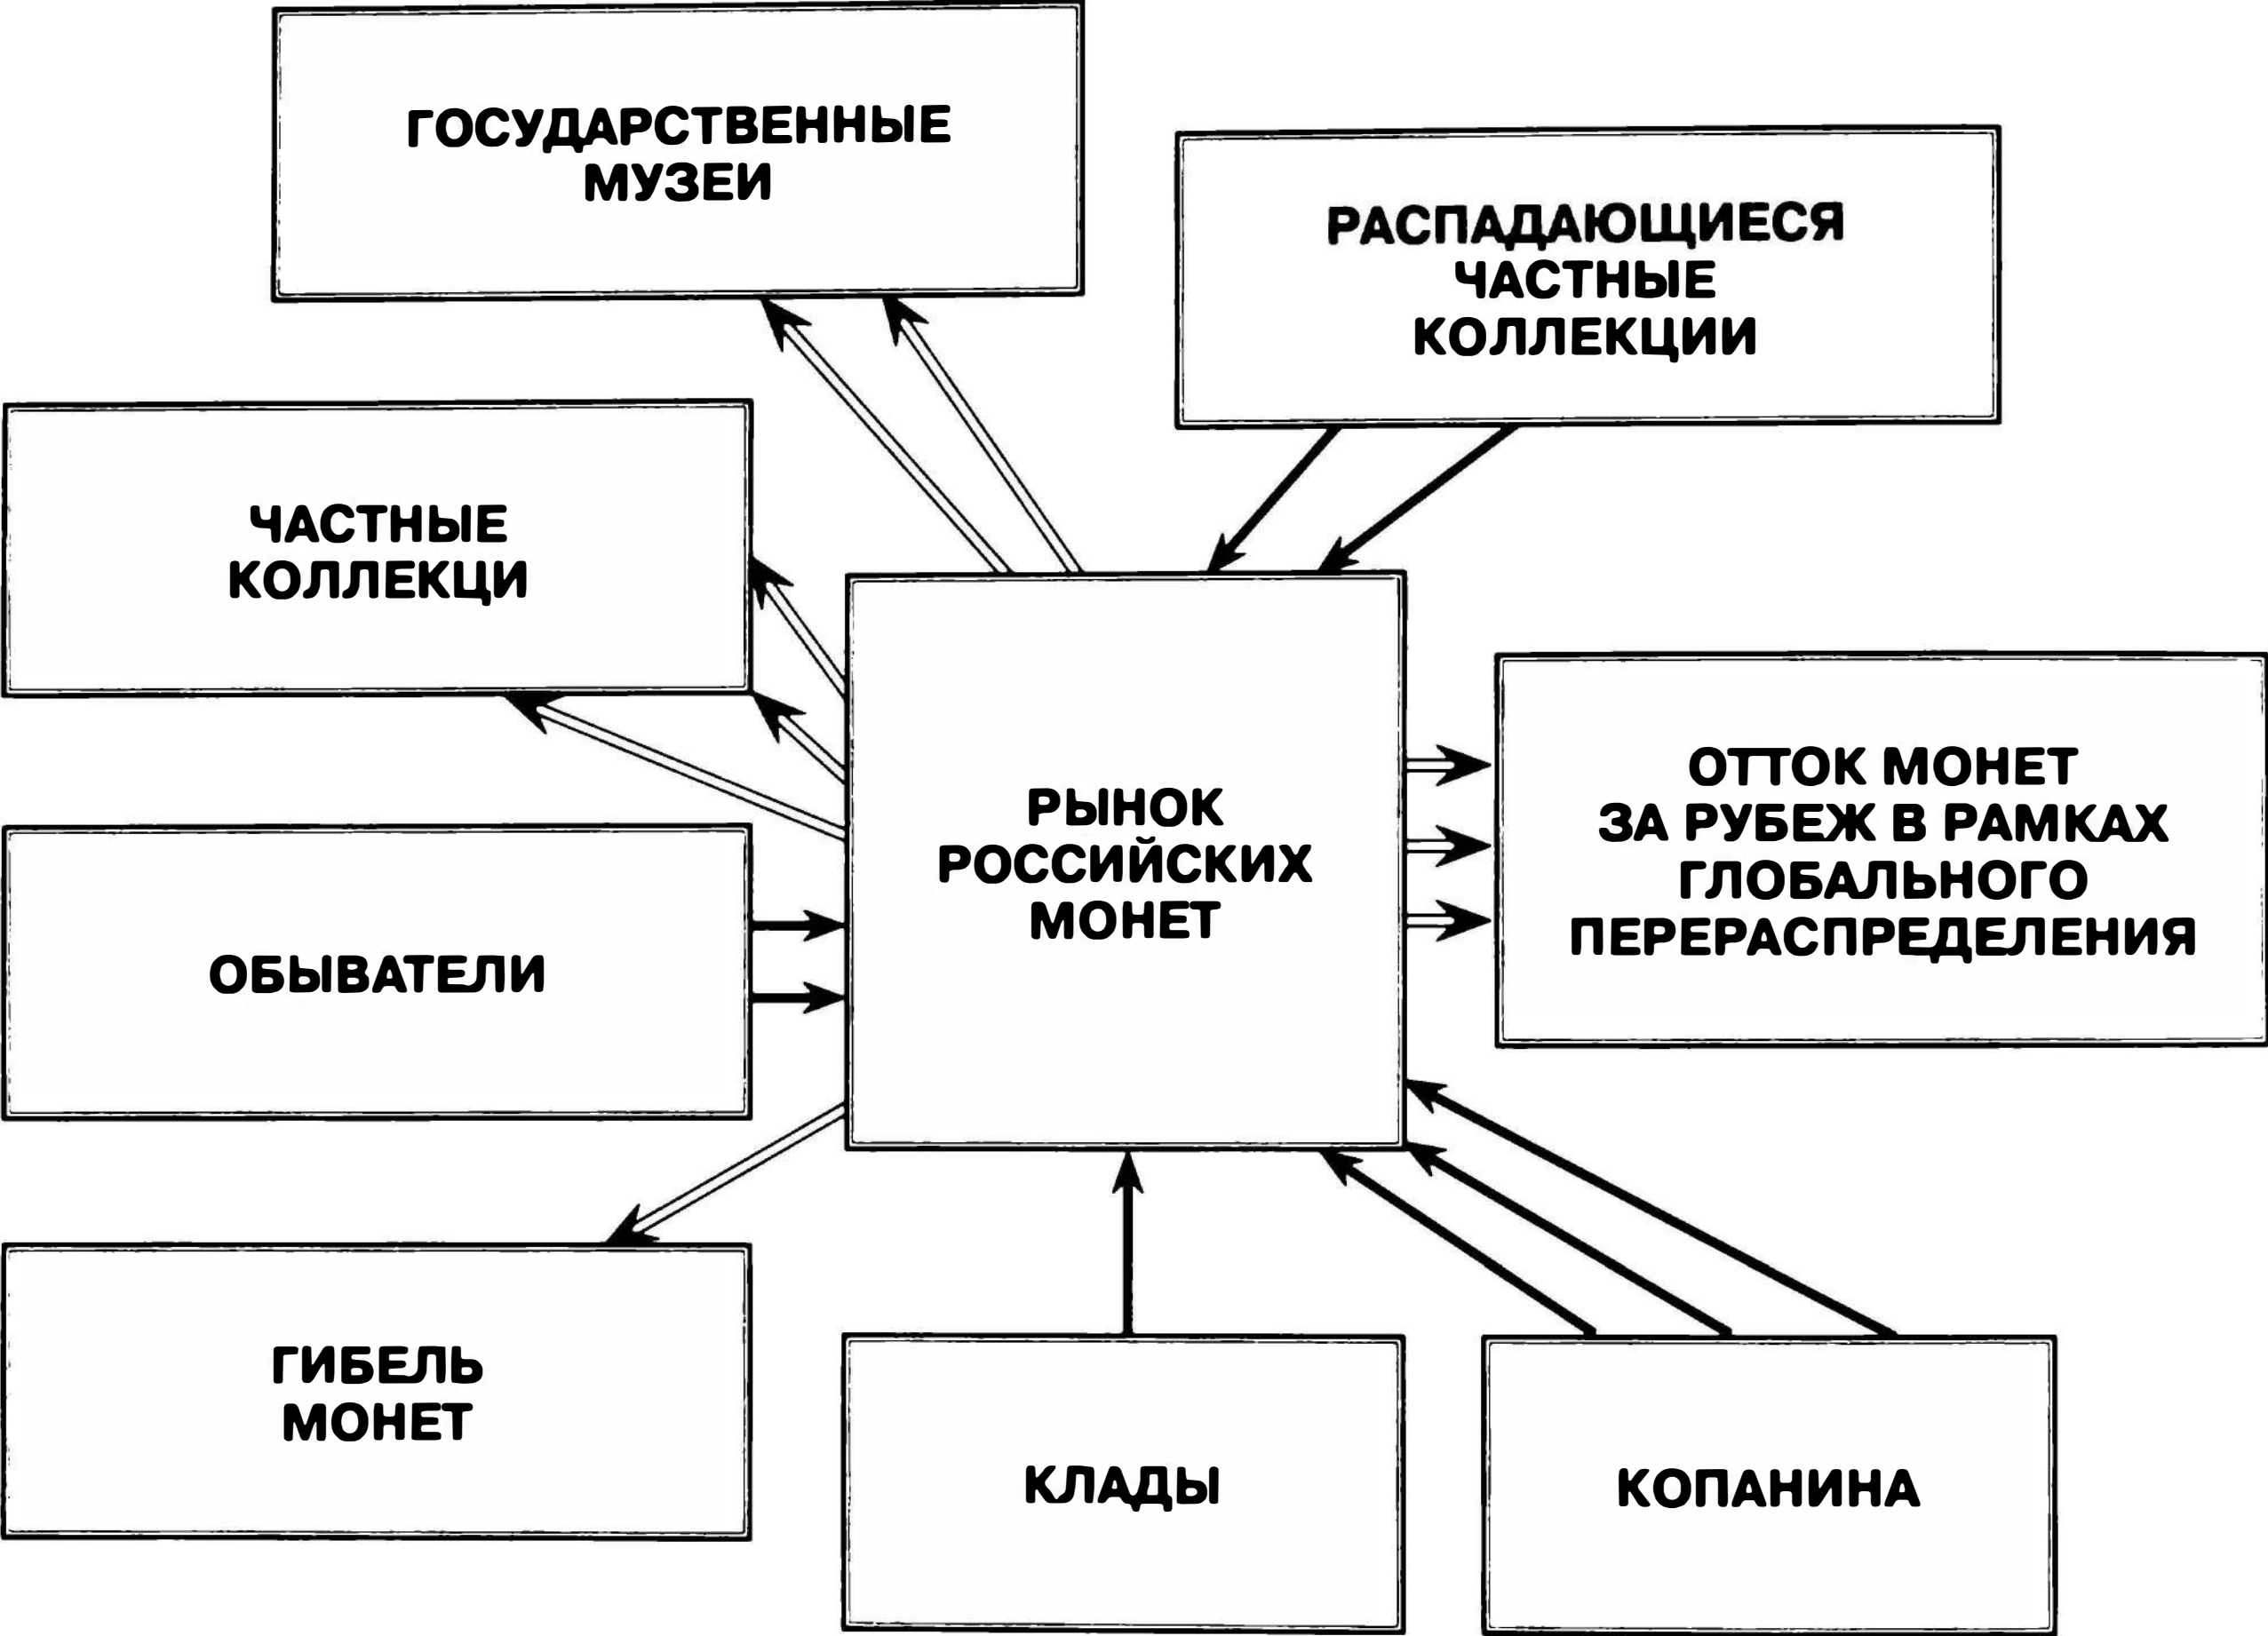 ГОСУДАРСТВЕННЫЕ
МУЗЕИ
РАСПАДАЮЩИЕСЯ
ЧАСТНЫЕ
КОЛЛЕКЦИИ
ЧАСТНЫЕ
КОЛЛЕКЦИ
РЫНОК
РОССИЙСКИХ
МОНЕТ
ОТТОК МОНЕТ
ЗА РУБЕЖ В РАМКАХ
ГЛОБАЛЬНОГО
ПЕРЕРАСПРЕДЕЛЕНИЯ
ОБЫВАТЕЛИ
ГИБЕЛЬ
МОНЕТ
КЛАДЫ
КОПАНИНА